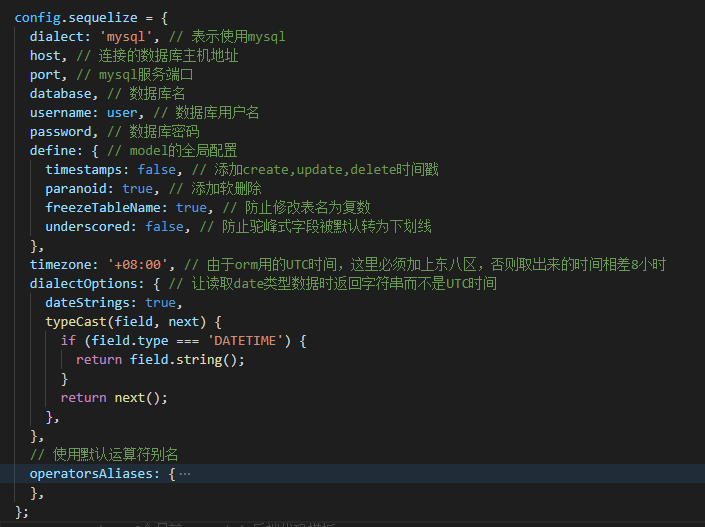 config.sequelize = {
dialect: 'mysql', // 表示使用mysql
host, // 连接的数据库主机地址
port, // mysql服务端口
database, // 数据库名
username: user, // 数据库用户名
password, // 数据库密码
define: { // model的全局配置
timestamps: false, // 添加create,update,delete时间戳
paranoid: true, // 添加软删除
freezeTableName: true, // 防止修改表名为复数
underscored: false, // 防止驼峰式字段被默认转为下划线
},
timezone: '+08:00', // 由于orm用的UTC时间，这里必须加上东八区，否则取出来的时间相差8小时
dialectOptions: { // 让读取date类型数据时返回字符串而不是UTC时间
dateStrings: true,
typeCast(field, next) {
if (field.type === 'DATETIME') {
return field.string();
}
return next();
},
},
// 使用默认运算符别名
operatorsAliases: {⋯
},
};